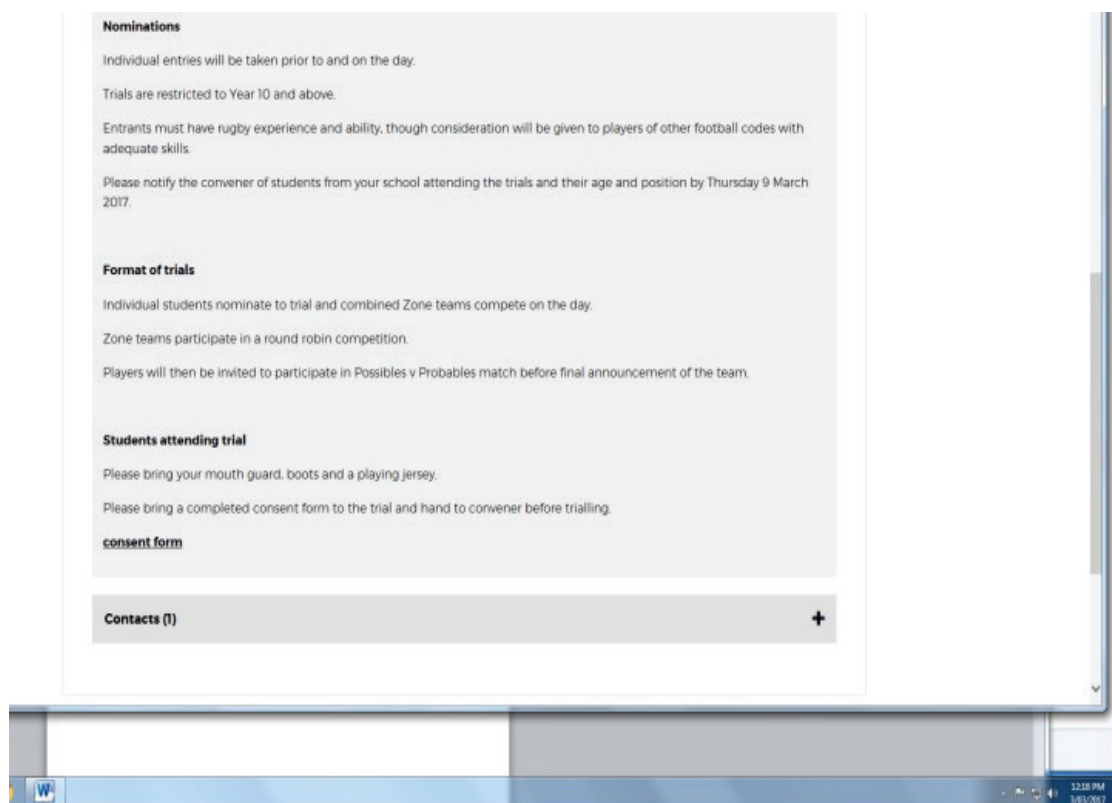 Nominations
Individual entries will be taken prior to and on the day.
Trials are restricted to Year 10 and above.
Entrants must have rugby experience and ability, though consideration will be given to players of other football codes with
adequate skills.
Please notify the convener of students from your school attending the trials and their age and position by Thursday 9 March
2017.
Format of trials
Individual students nominate to trial and combined Zone teams compete on the day.
Zone teams participate in a round robin competition.
Players will then be invited to participate in Possibles v Probables match before final announcement of the team.
Students attending trial
Please bring your mouth guard, boots and a playing jersey.
Please bring a completed consent form to the trial and hand to convener before trialling.
consent form
Contacts (1) +
W
12:18 PM
3/03/2017